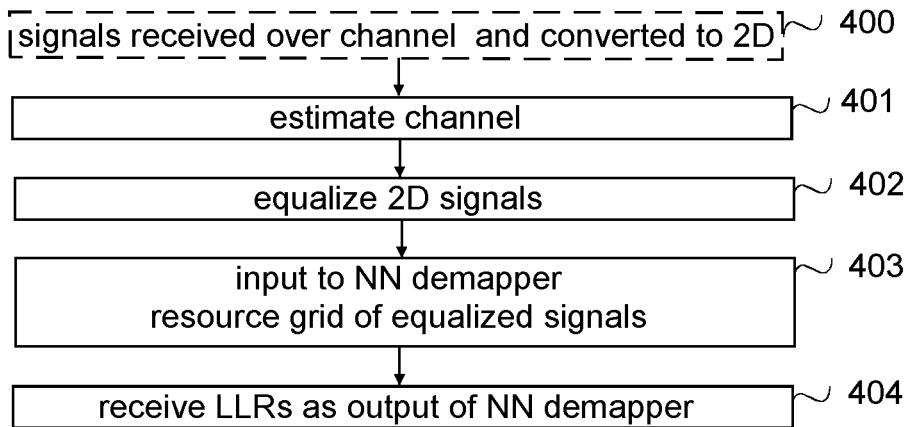 signals received over channel and converted to 2D 400
estimate channel 401
equalize 2D signals 402
input to NN demapper 403
resource grid of equalized signals
receive LLRs as output of NN demapper 404